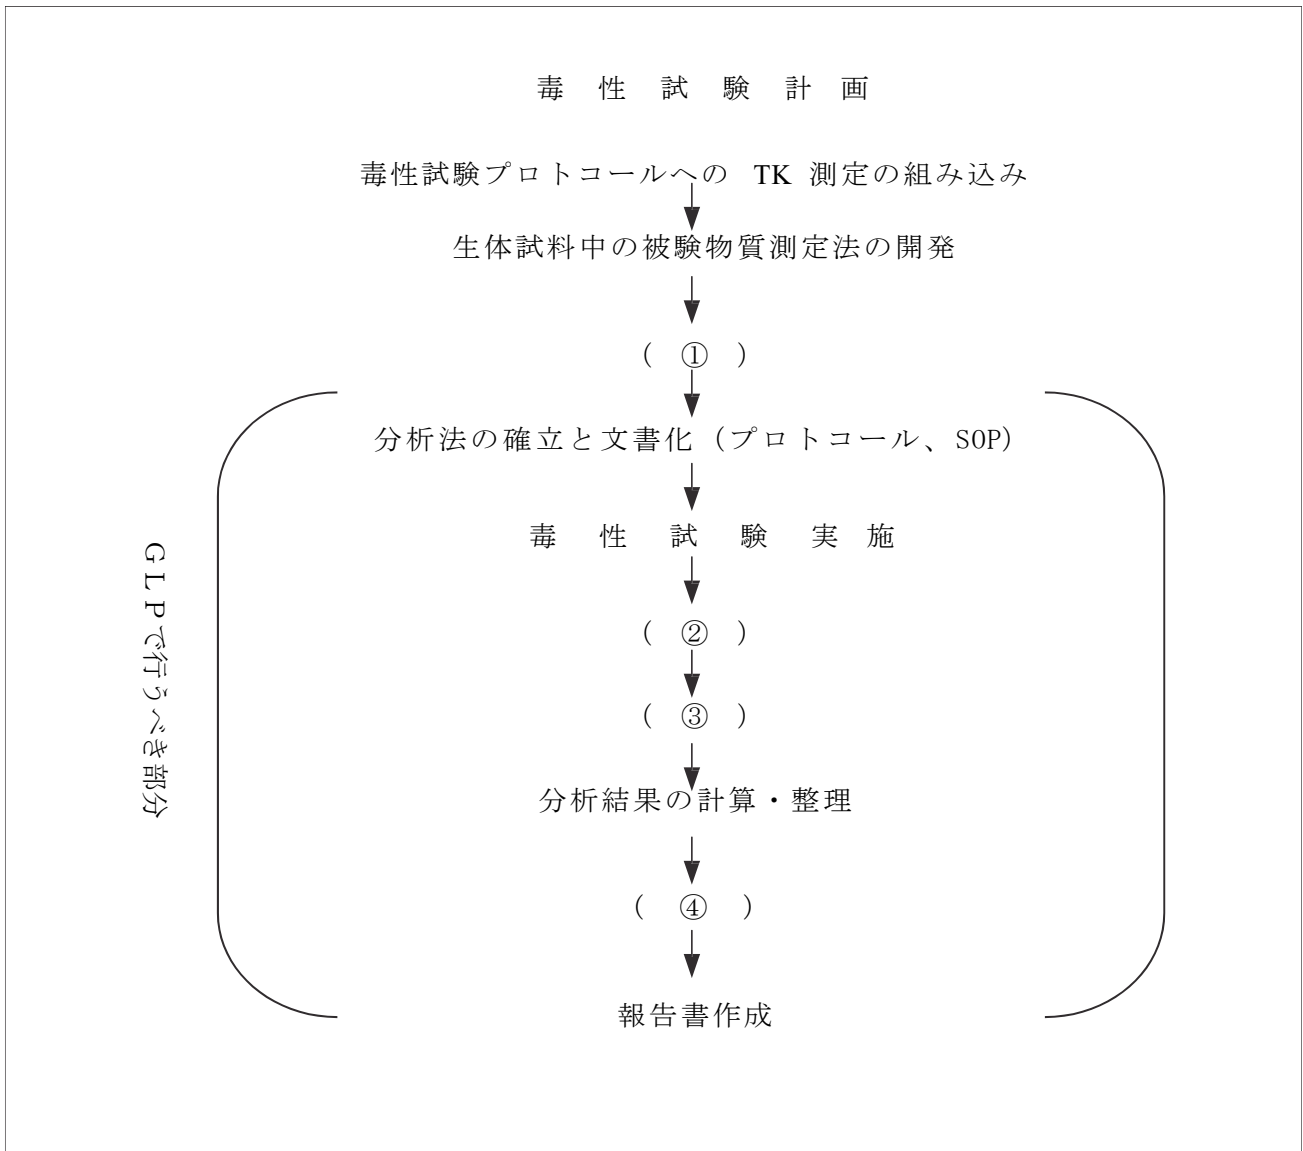 毒性試験計画
毒性試験プロトコールへの TK 測定の組み込み
生体試料中の被験物質測定法の開発
( ① )
分析法の確立と文書化(プロトコール、SOP)
毒性試験実施
( ② )
( ③ )
分析結果の計算・整理
( ④ )
報告書作成
GLPで行うべき部分